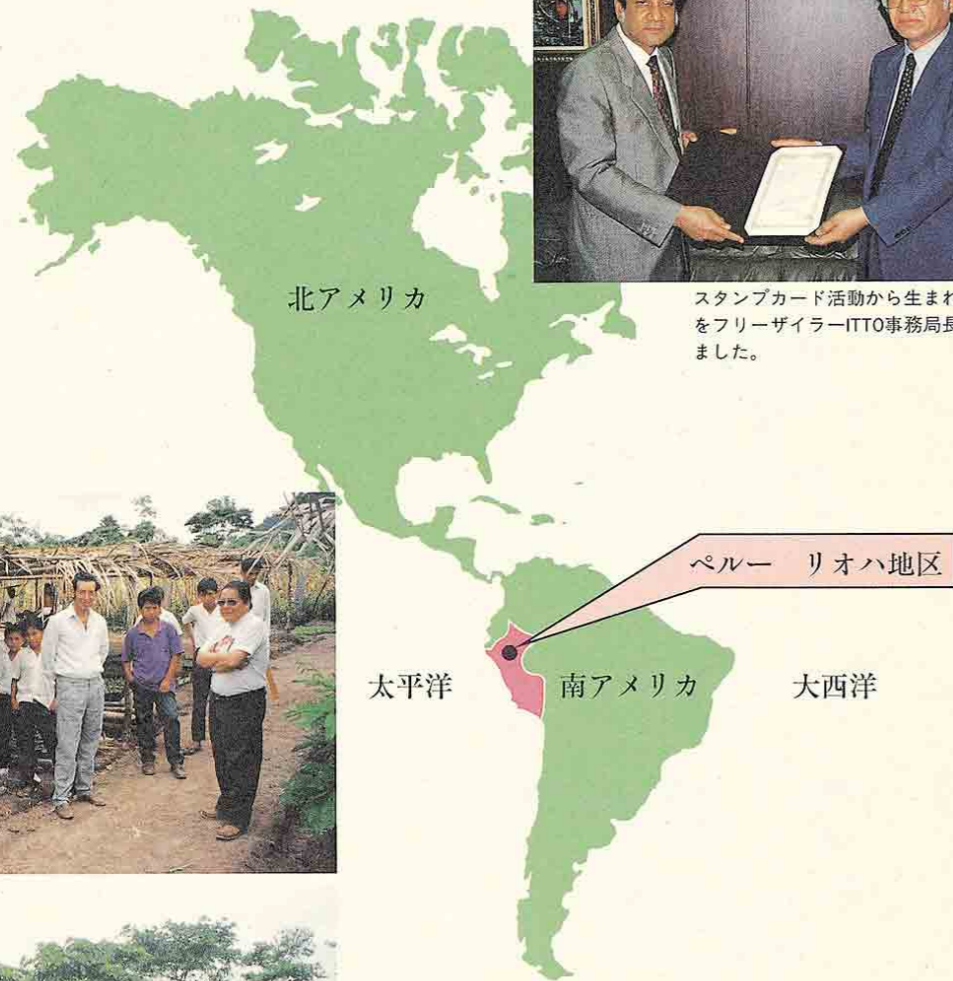 北アメリカ
スタンプカード活動から生まれ
をフリーザイラーITTO事務局長
ました。
ペルー リオハ地区
太平洋
南アメリカ
大西洋